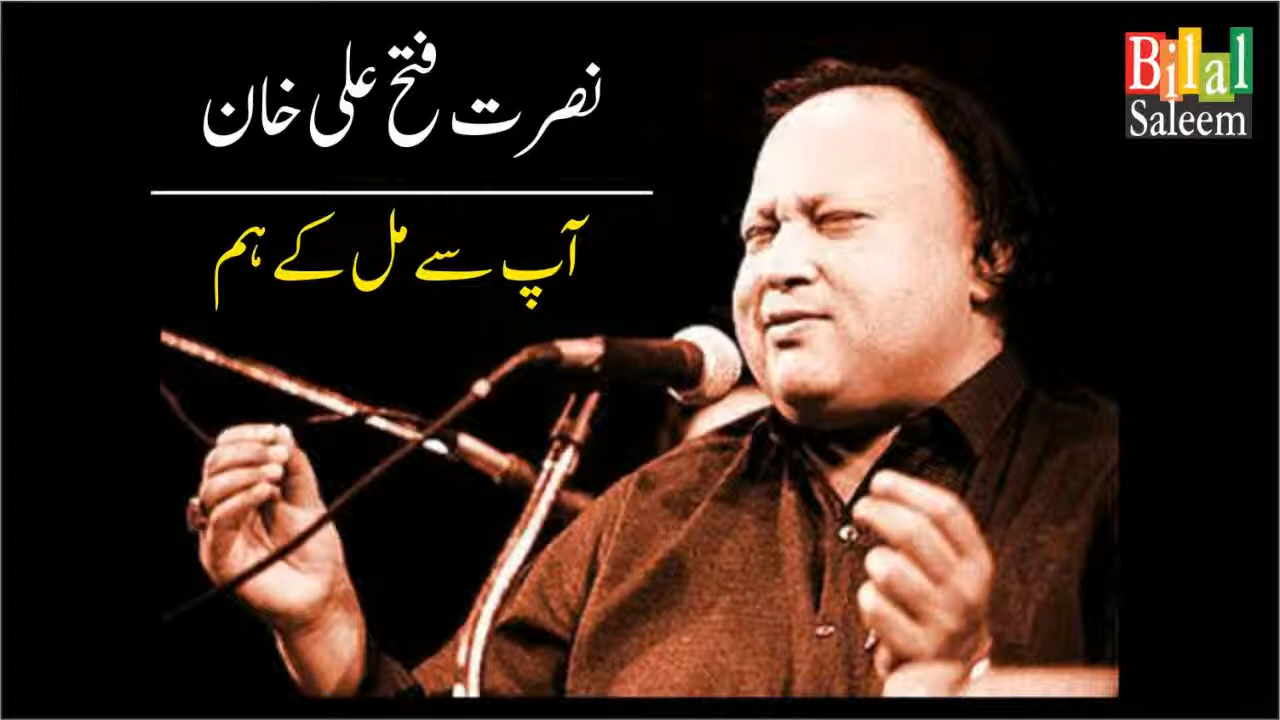 نصرت فتح علی خان
آپ سے مل کے ہم
Bilal
Saleem